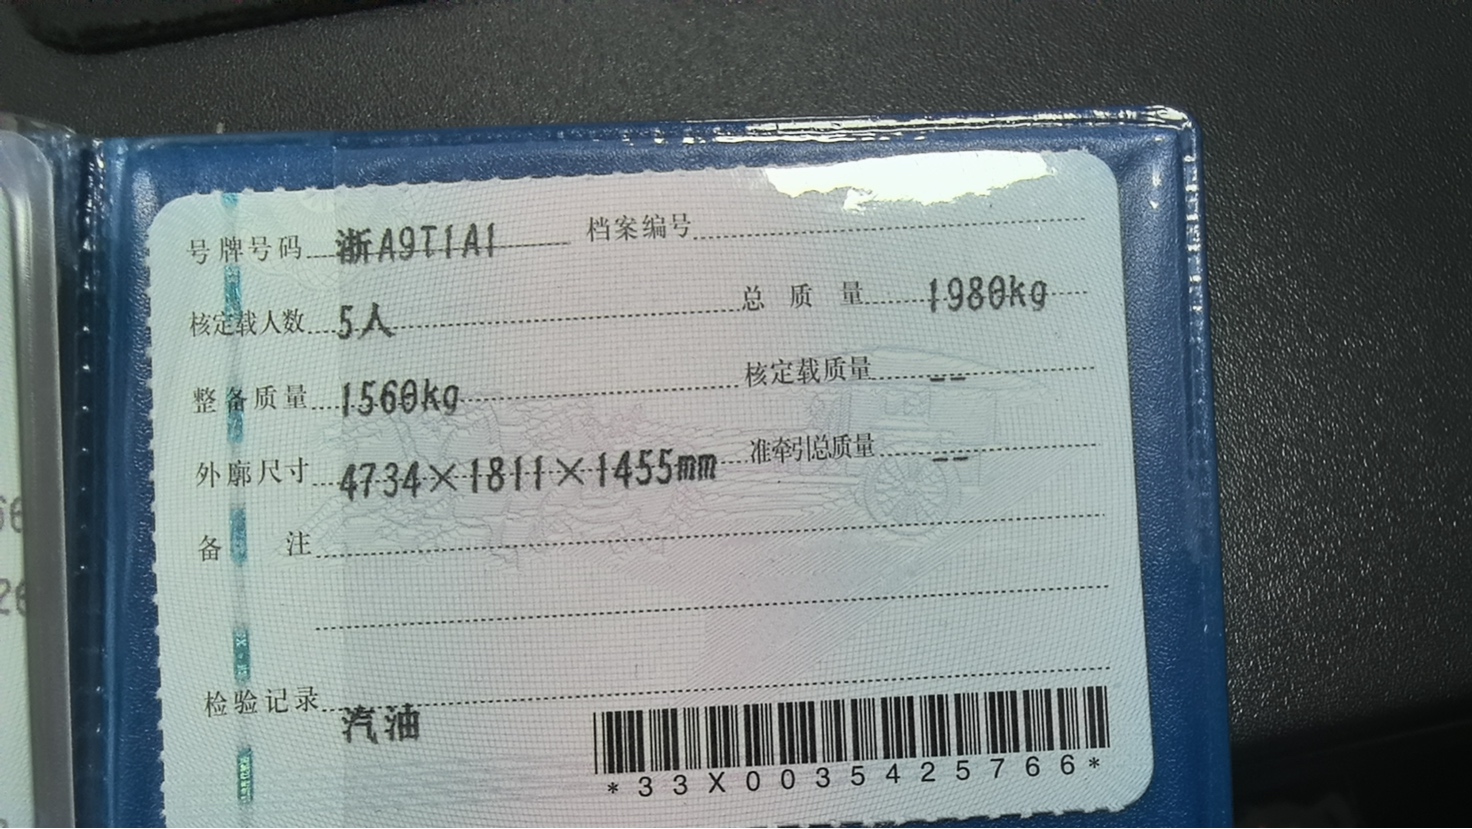 号牌号码 浙A9T1A1 档案编号
核定载人数 5人 总质量 1980kg
整备质量 1560kg 核定载质量 --
外廓尺寸 4734×1811×1455mm 准牵引总质量 --
备注
检验记录 汽油
*33X0035425766*